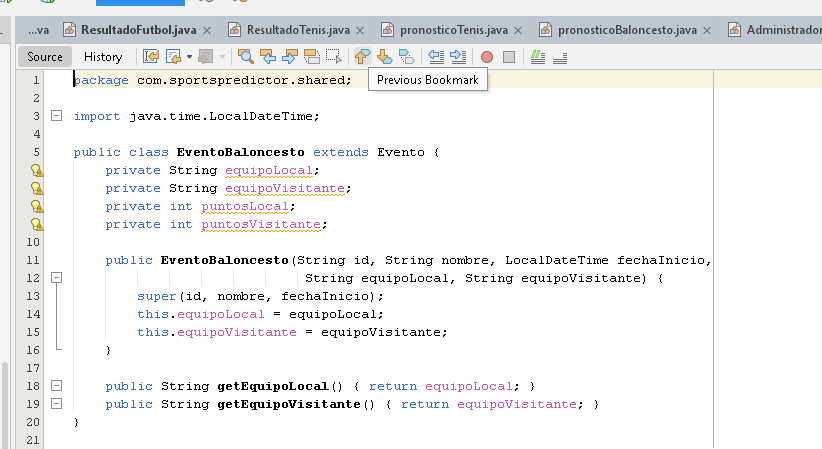 ...va ResultadoFutbol.java ResultadoTenis.java pronosticoTenis.java pronosticoBaloncesto.java Administrador
Source History
Previous Bookmark
1 package com.sportspredictor.shared;
2
3 import java.time.LocalDateTime;
4
5 public class EventoBaloncesto extends Evento {
private String equipoLocal;
private String equipoVisitante;
private int puntosLocal;
private int puntosVisitante;
10
11 public EventoBaloncesto(String id, String nombre, LocalDateTime fechaInicio,
12 String equipoLocal, String equipoVisitante) {
13 super(id, nombre, fechaInicio);
14 this.equipoLocal = equipoLocal;
15 this.equipoVisitante = equipoVisitante;
16 }
17
18 public String getEquipoLocal() { return equipoLocal; }
19 public String getEquipoVisitante() { return equipoVisitante; }
20 }
21